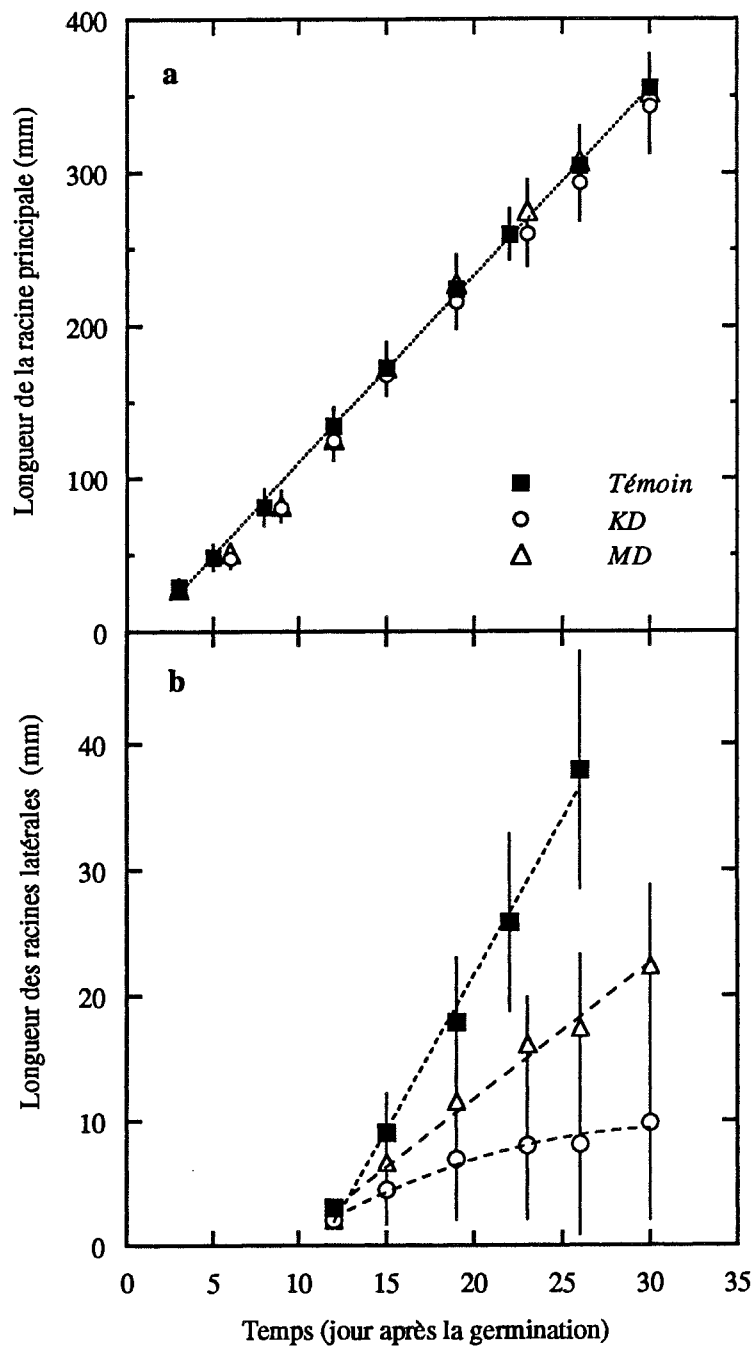 400
a
300
200
100
0
Longueur de la racine principale (mm)
Témoin
KD
MD
b
40
30
20
10
0
Longueur des racines latérales (mm)
0 5 10 15 20 25 30 35
Temps (jour après la germination)